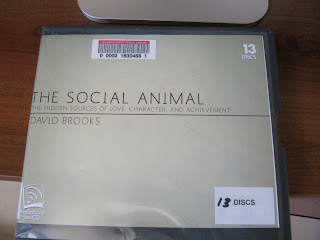 13
DISCS
0 0002 1830468 1
THE SOCIAL ANIMAL
THE HIDDEN SOURCES OF LOVE, CHARACTER, AND ACHIEVEMENT
DAVID BROOKS
13 DISCS